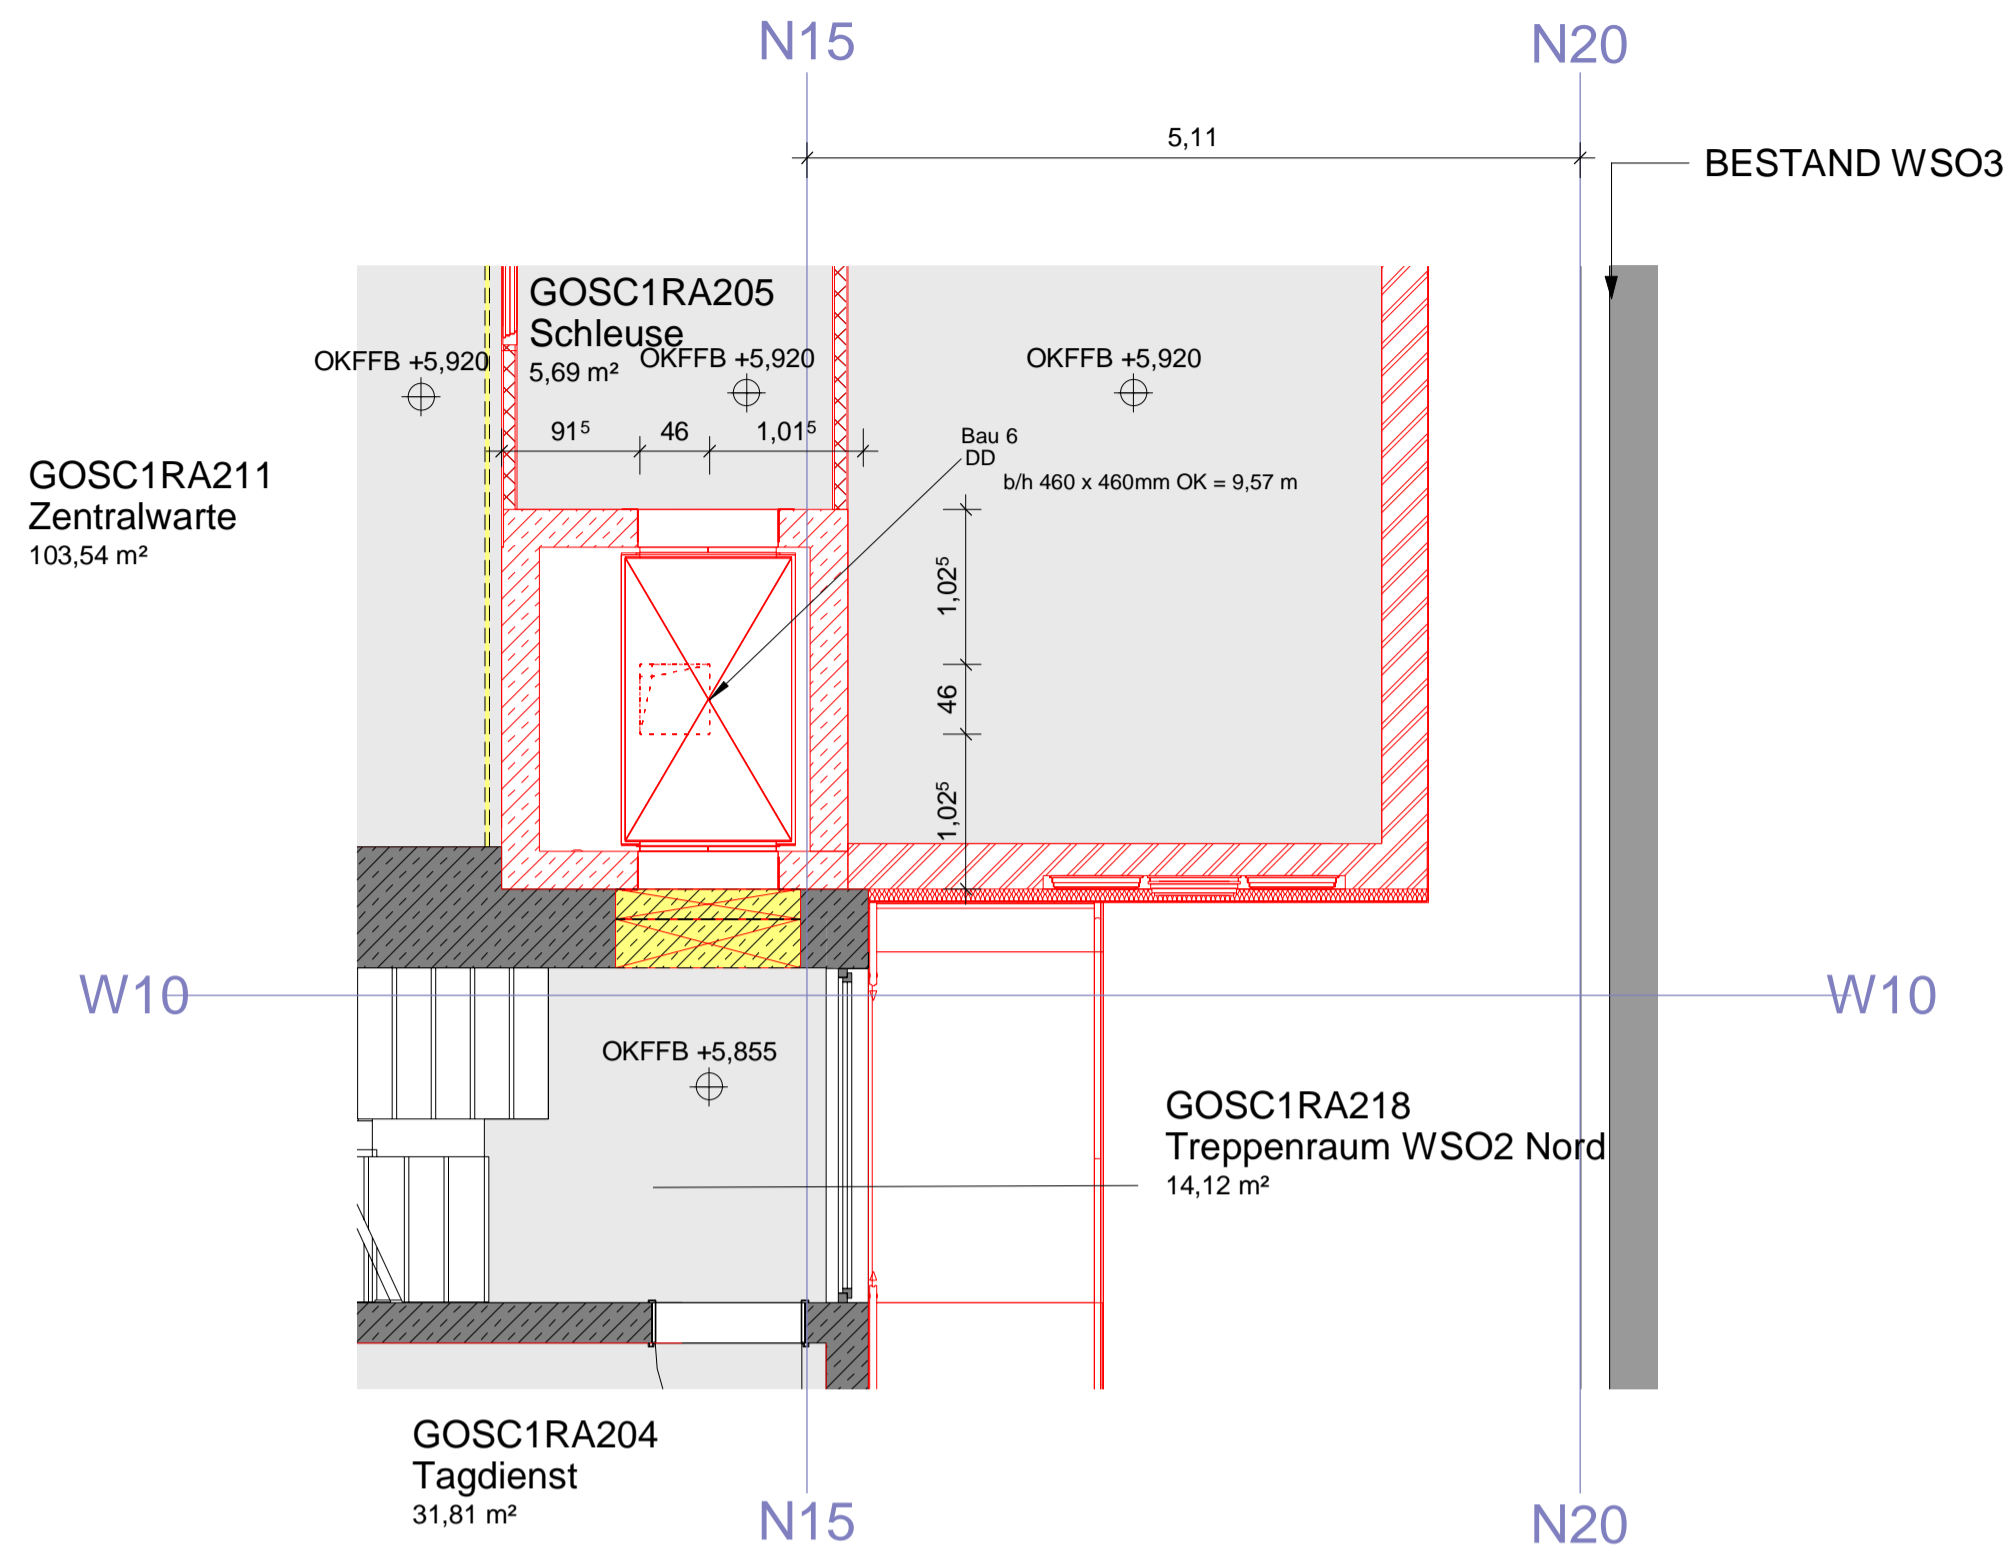 N15
N20
5,11
BESTAND WSO3
GOSC1RA205
Schleuse
5,69 m²
OKFFB +5,920
OKFFB +5,920
OKFFB +5,920
91⁵
46
1,01⁵
Bau 6
DD
b/h 460 x 460mm OK = 9,57 m
GOSC1RA211
Zentralwarte
103,54 m²
1,02⁵
46
1,02⁵
W10
W10
OKFFB +5,855
GOSC1RA218
Treppenraum WSO2 Nord
14,12 m²
GOSC1RA204
Tagdienst
31,81 m²
N15
N20